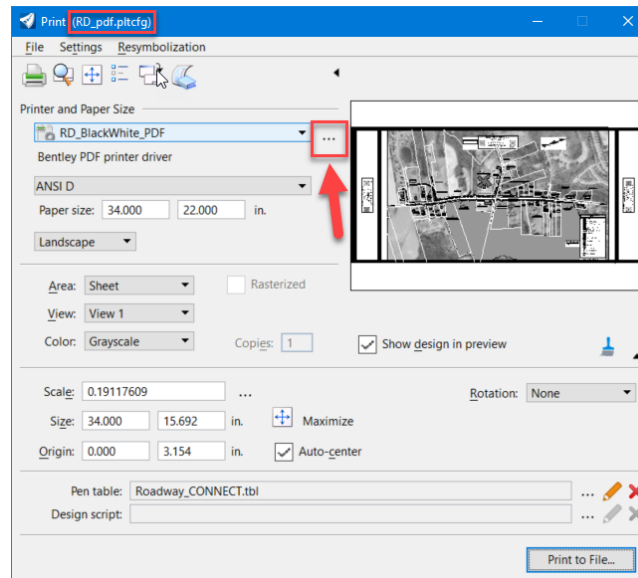 Print (RD_pdf.pltcfg)
File Settings Resymbolization
Printer and Paper Size
RD_BlackWhite_PDF ...
Bentley PDF printer driver
ANSI D
Paper size: 34.000 22.000 in.
Landscape
Area: Sheet Rasterized
View: View 1
Color: Grayscale Copies: 1 Show design in preview
Scale: 0.19117609 ... Rotation: None
Size: 34.000 15.692 in. Maximize
Origin: 0.000 3.154 in. Auto-center
Pen table: Roadway_CONNECT.tbl ...
Design script: ...
Print to File...